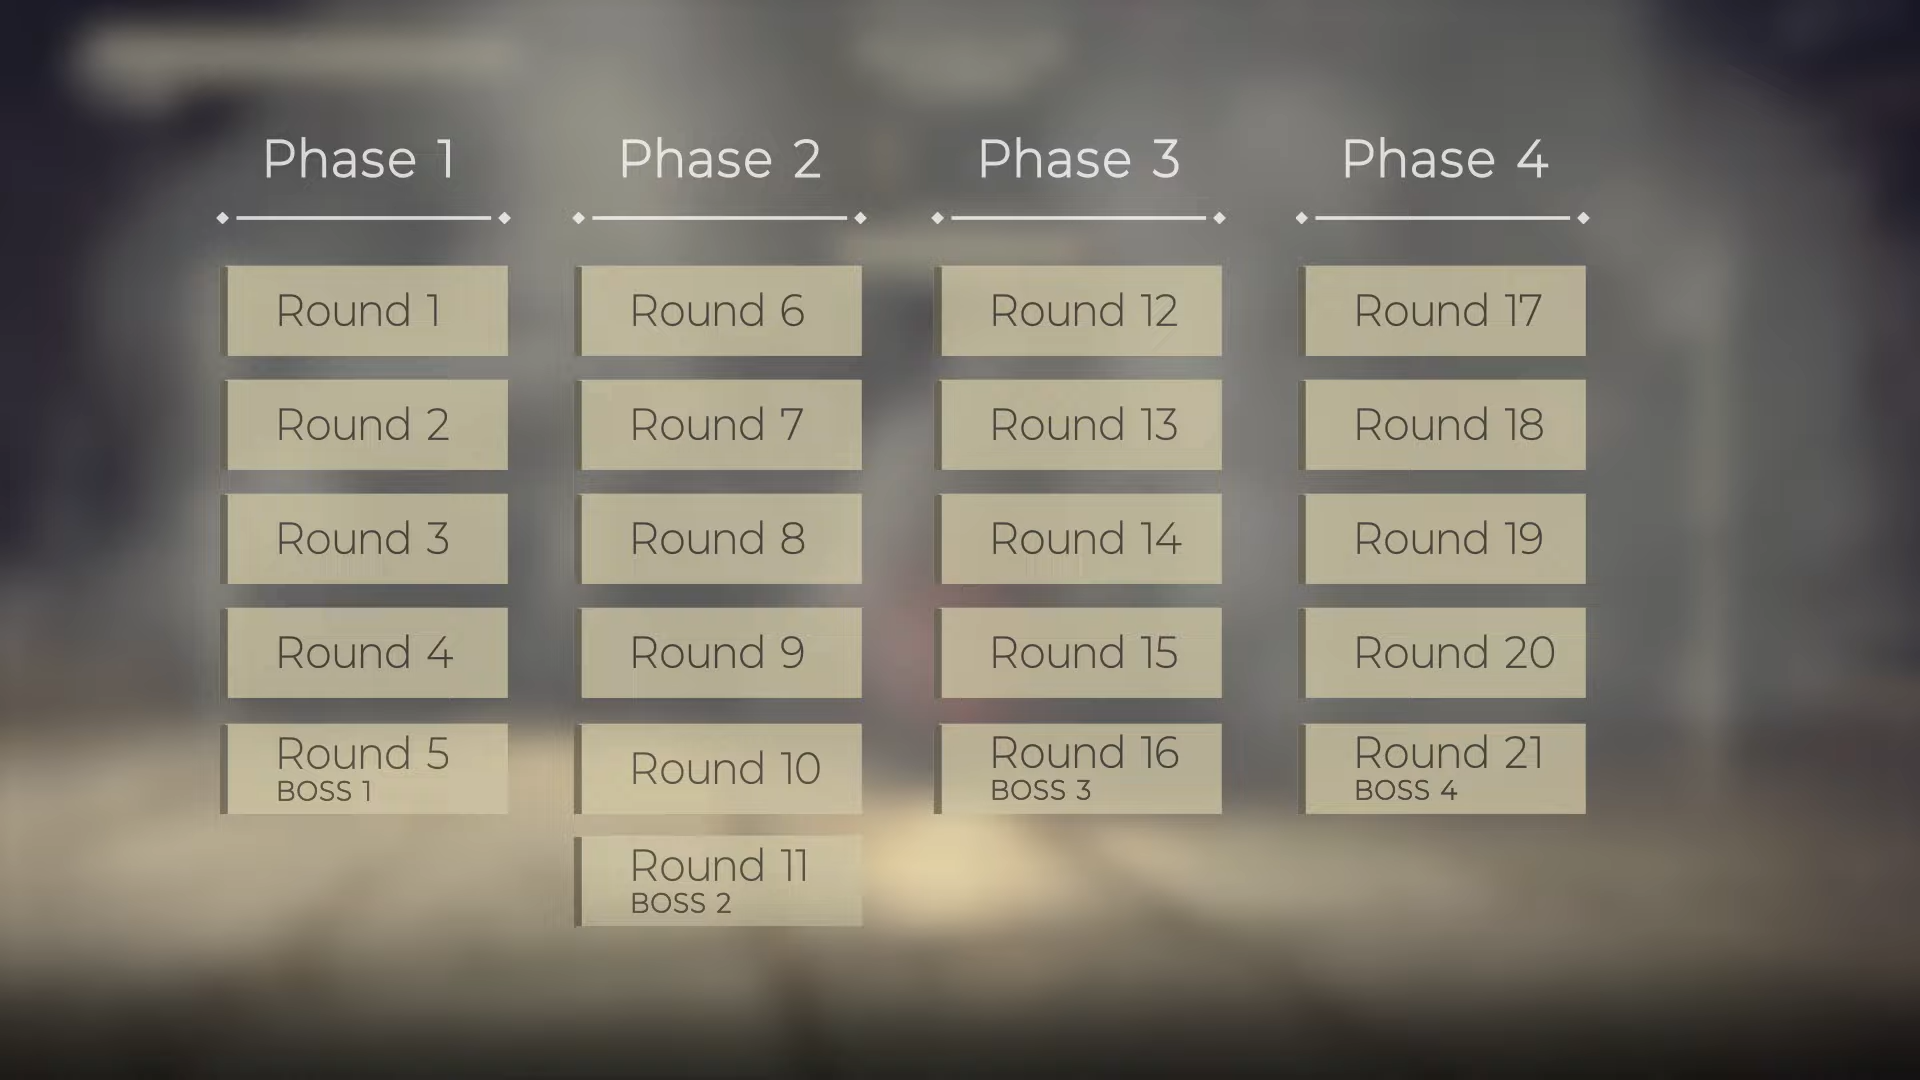 Phase 1
Round 1
Round 2
Round 3
Round 4
Round 5
BOSS 1
Phase 2
Round 6
Round 7
Round 8
Round 9
Round 10
Round 11
BOSS 2
Phase 3
Round 12
Round 13
Round 14
Round 15
Round 16
BOSS 3
Phase 4
Round 17
Round 18
Round 19
Round 20
Round 21
BOSS 4